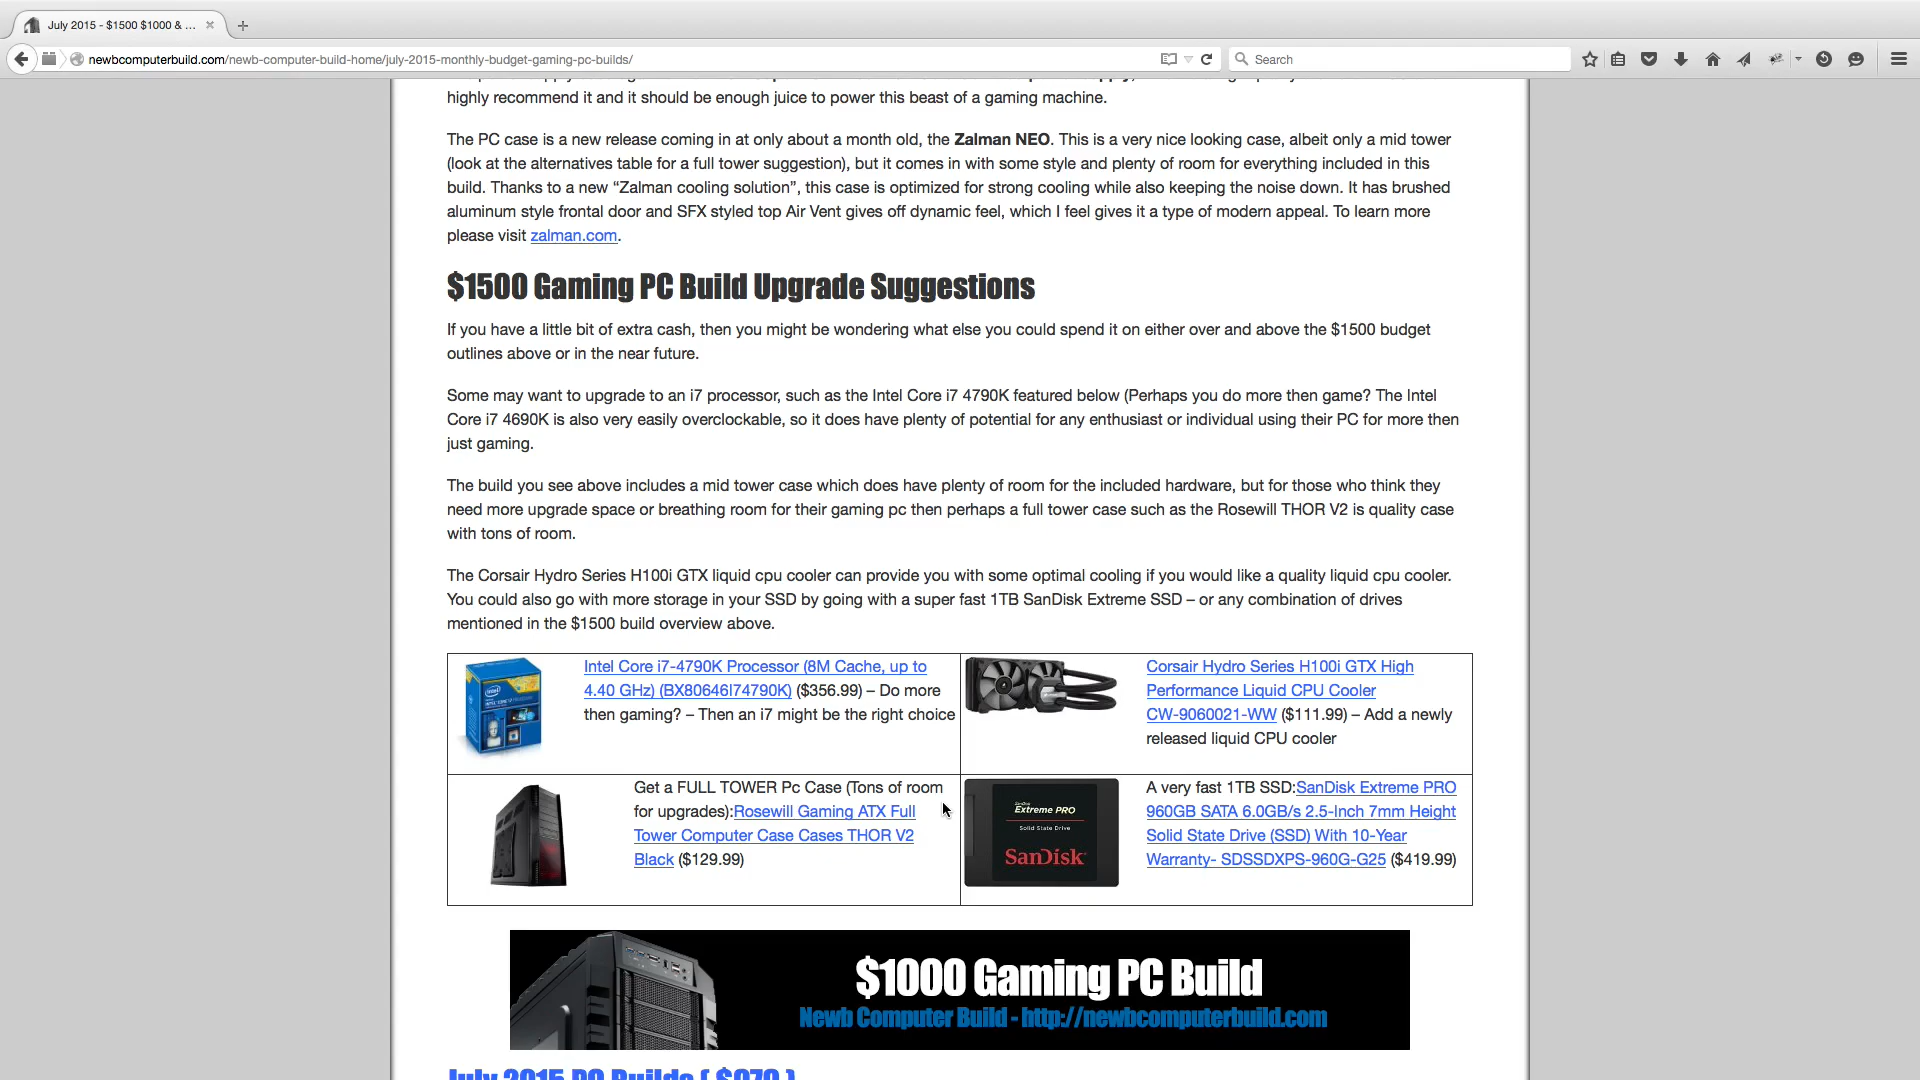 July 2015 - $1500 $1000 & ...
newbcomputerbuild.com/newb-computer-build-home/july-2015-monthly-budget-gaming-pc-builds/
Search
highly recommend it and it should be enough juice to power this beast of a gaming machine.
The PC case is a new release coming in at only about a month old, the Zalman NEO. This is a very nice looking case, albeit only a mid tower
(look at the alternatives table for a full tower suggestion), but it comes in with some style and plenty of room for everything included in this
build. Thanks to a new “Zalman cooling solution”, this case is optimized for strong cooling while also keeping the noise down. It has brushed
aluminum style frontal door and SFX styled top Air Vent gives off dynamic feel, which I feel gives it a type of modern appeal. To learn more
please visit zalman.com.
$1500 Gaming PC Build Upgrade Suggestions
If you have a little bit of extra cash, then you might be wondering what else you could spend it on either over and above the $1500 budget
outlines above or in the near future.
Some may want to upgrade to an i7 processor, such as the Intel Core i7 4790K featured below (Perhaps you do more then game? The Intel
Core i7 4690K is also very easily overclockable, so it does have plenty of potential for any enthusiast or individual using their PC for more then
just gaming.
The build you see above includes a mid tower case which does have plenty of room for the included hardware, but for those who think they
need more upgrade space or breathing room for their gaming pc then perhaps a full tower case such as the Rosewill THOR V2 is quality case
with tons of room.
The Corsair Hydro Series H100i GTX liquid cpu cooler can provide you with some optimal cooling if you would like a quality liquid cpu cooler.
You could also go with more storage in your SSD by going with a super fast 1TB SanDisk Extreme SSD – or any combination of drives
mentioned in the $1500 build overview above.
Intel Core i7-4790K Processor (8M Cache, up to
4.40 GHz) (BX80646I74790K) ($356.99) – Do more
then gaming? – Then an i7 might be the right choice
Corsair Hydro Series H100i GTX High
Performance Liquid CPU Cooler
CW-9060021-WW ($111.99) – Add a newly
released liquid CPU cooler
Get a FULL TOWER Pc Case (Tons of room
for upgrades):Rosewill Gaming ATX Full
Tower Computer Case Cases THOR V2
Black ($129.99)
SanDisk
Extreme PRO
Solid State Drive
SanDisk
A very fast 1TB SSD:SanDisk Extreme PRO
960GB SATA 6.0GB/s 2.5-Inch 7mm Height
Solid State Drive (SSD) With 10-Year
Warranty- SDSSDXPS-960G-G25 ($419.99)
$1000 Gaming PC Build
Newb Computer Build - http://newbcomputerbuild.com
July 2015 PC Builds ( $979 )